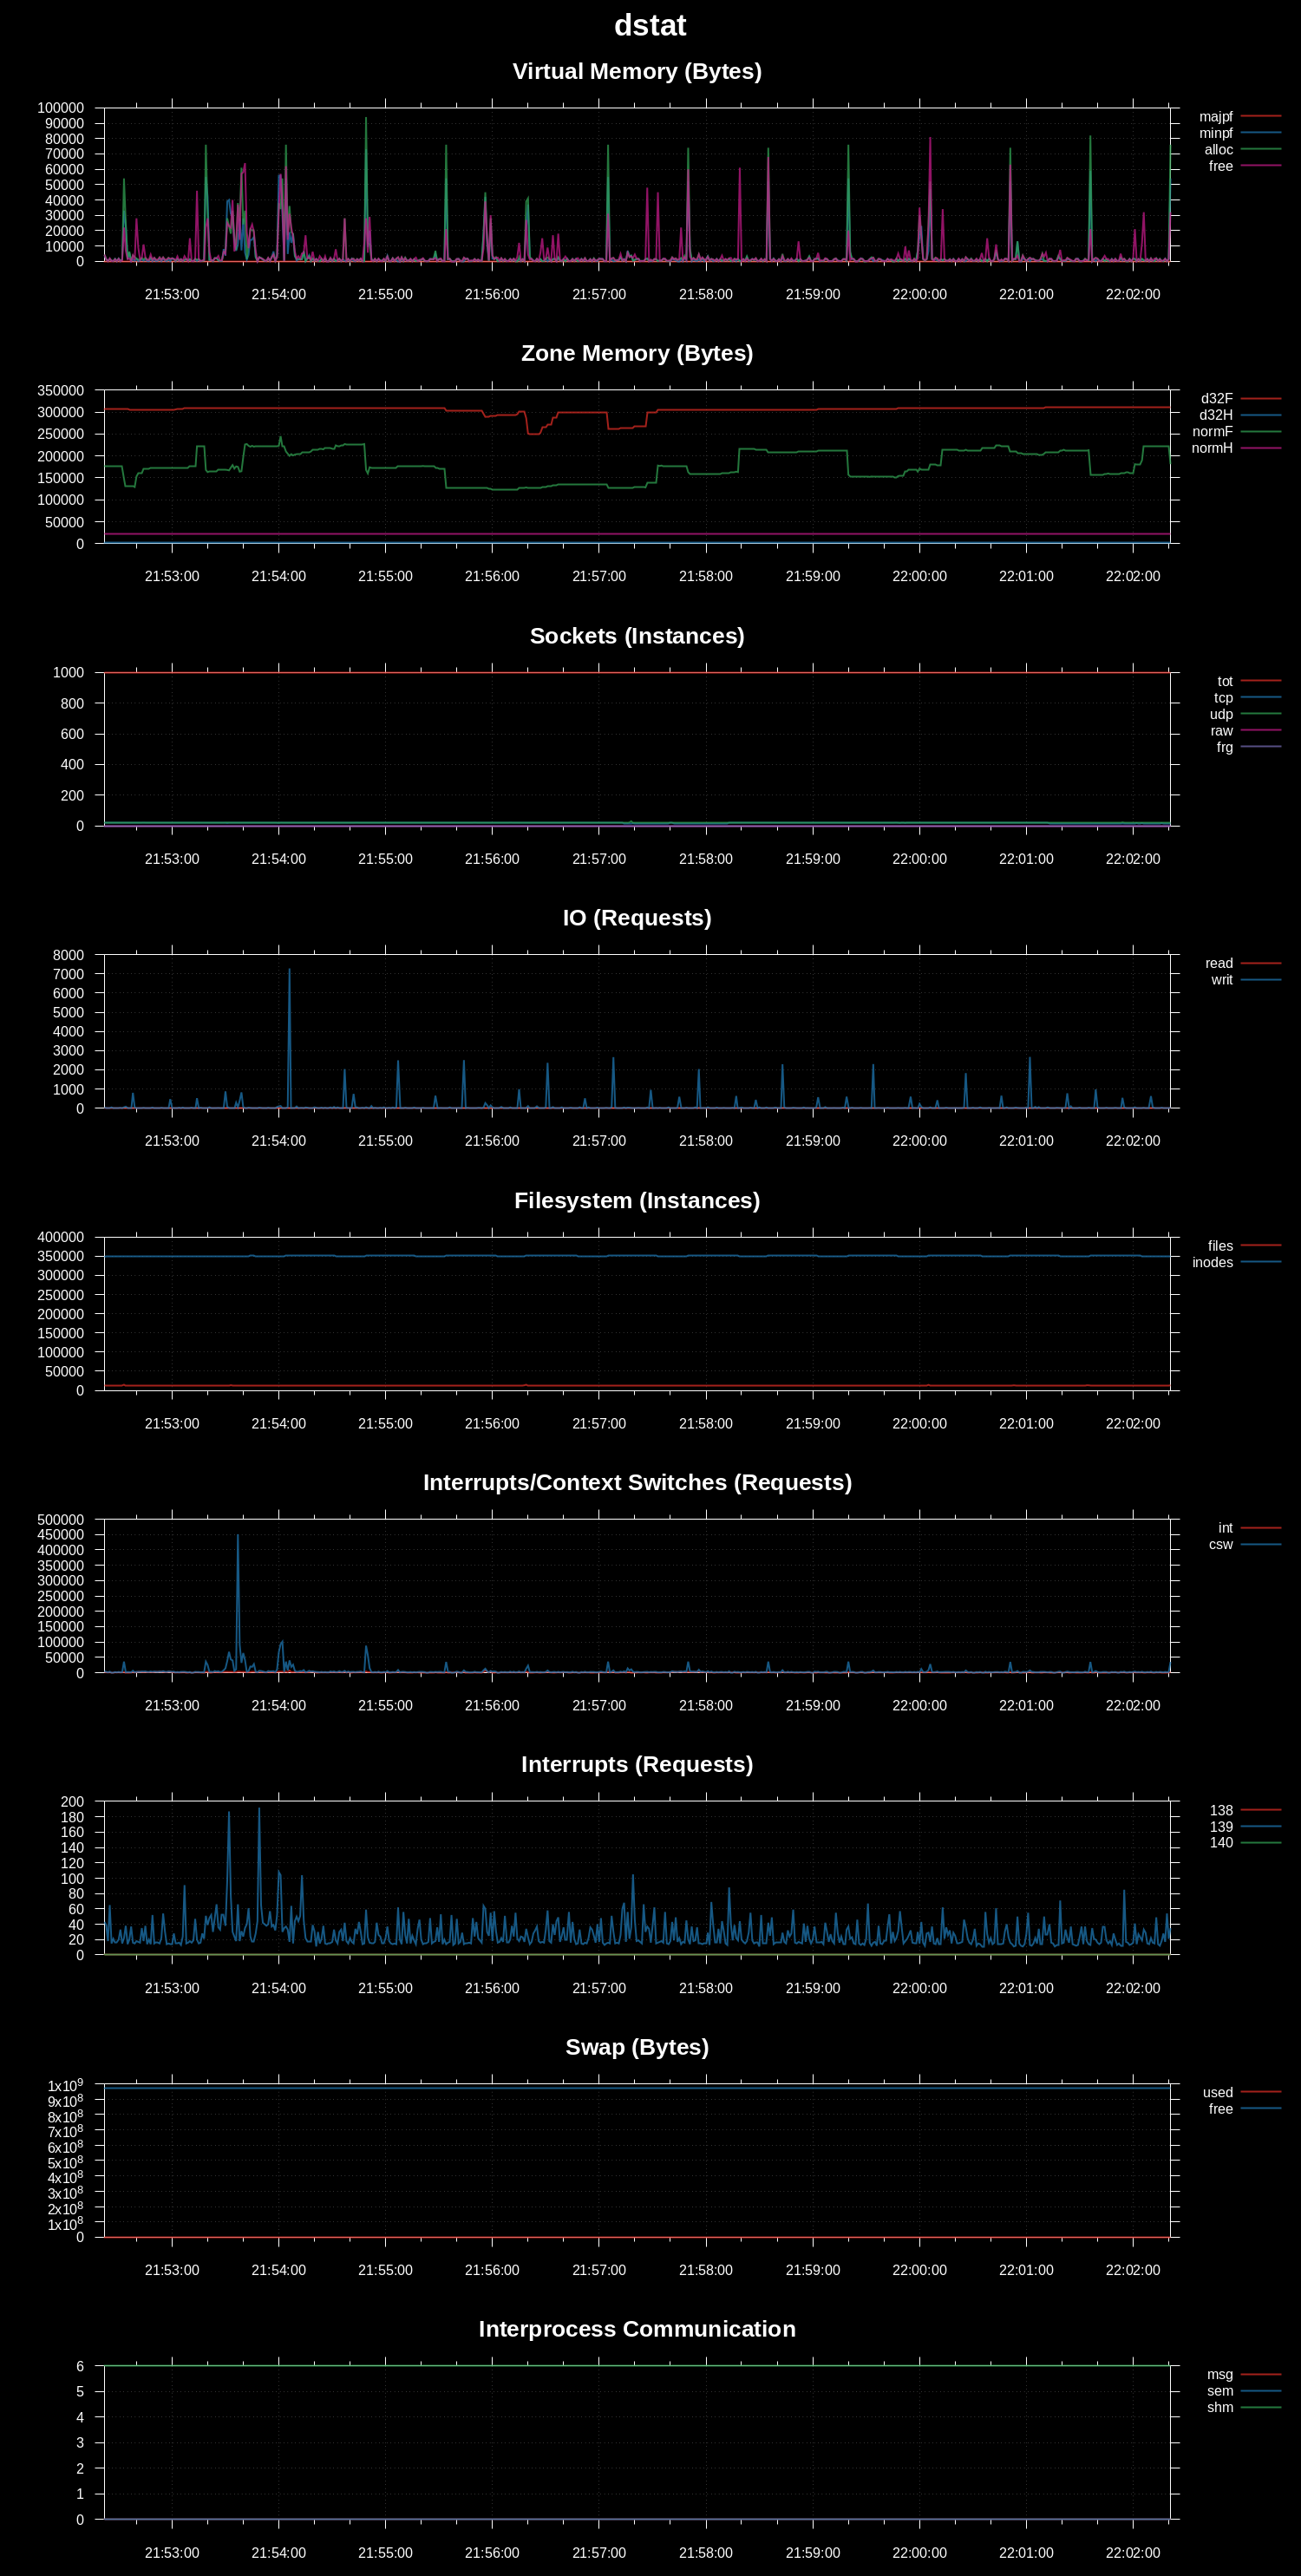 dstat
Virtual Memory (Bytes)
100000
90000
80000
70000
60000
50000
40000
30000
20000
10000
0
21:53:00 21:54:00 21:55:00 21:56:00 21:57:00 21:58:00 21:59:00 22:00:00 22:01:00 22:02:00
majpf
minpf
alloc
free
Zone Memory (Bytes)
350000
300000
250000
200000
150000
100000
50000
0
21:53:00 21:54:00 21:55:00 21:56:00 21:57:00 21:58:00 21:59:00 22:00:00 22:01:00 22:02:00
d32F
d32H
normF
normH
Sockets (Instances)
1000
800
600
400
200
0
21:53:00 21:54:00 21:55:00 21:56:00 21:57:00 21:58:00 21:59:00 22:00:00 22:01:00 22:02:00
tot
tcp
udp
raw
frg
IO (Requests)
8000
7000
6000
5000
4000
3000
2000
1000
0
21:53:00 21:54:00 21:55:00 21:56:00 21:57:00 21:58:00 21:59:00 22:00:00 22:01:00 22:02:00
read
writ
Filesystem (Instances)
400000
350000
300000
250000
200000
150000
100000
50000
0
21:53:00 21:54:00 21:55:00 21:56:00 21:57:00 21:58:00 21:59:00 22:00:00 22:01:00 22:02:00
files
inodes
Interrupts/Context Switches (Requests)
500000
450000
400000
350000
300000
250000
200000
150000
100000
50000
0
21:53:00 21:54:00 21:55:00 21:56:00 21:57:00 21:58:00 21:59:00 22:00:00 22:01:00 22:02:00
int
csw
Interrupts (Requests)
200
180
160
140
120
100
80
60
40
20
0
21:53:00 21:54:00 21:55:00 21:56:00 21:57:00 21:58:00 21:59:00 22:00:00 22:01:00 22:02:00
138
139
140
Swap (Bytes)
1x10⁹
9x10⁸
8x10⁸
7x10⁸
6x10⁸
5x10⁸
4x10⁸
3x10⁸
2x10⁸
1x10⁸
0
21:53:00 21:54:00 21:55:00 21:56:00 21:57:00 21:58:00 21:59:00 22:00:00 22:01:00 22:02:00
used
free
Interprocess Communication
6
5
4
3
2
1
0
21:53:00 21:54:00 21:55:00 21:56:00 21:57:00 21:58:00 21:59:00 22:00:00 22:01:00 22:02:00
msg
sem
shm